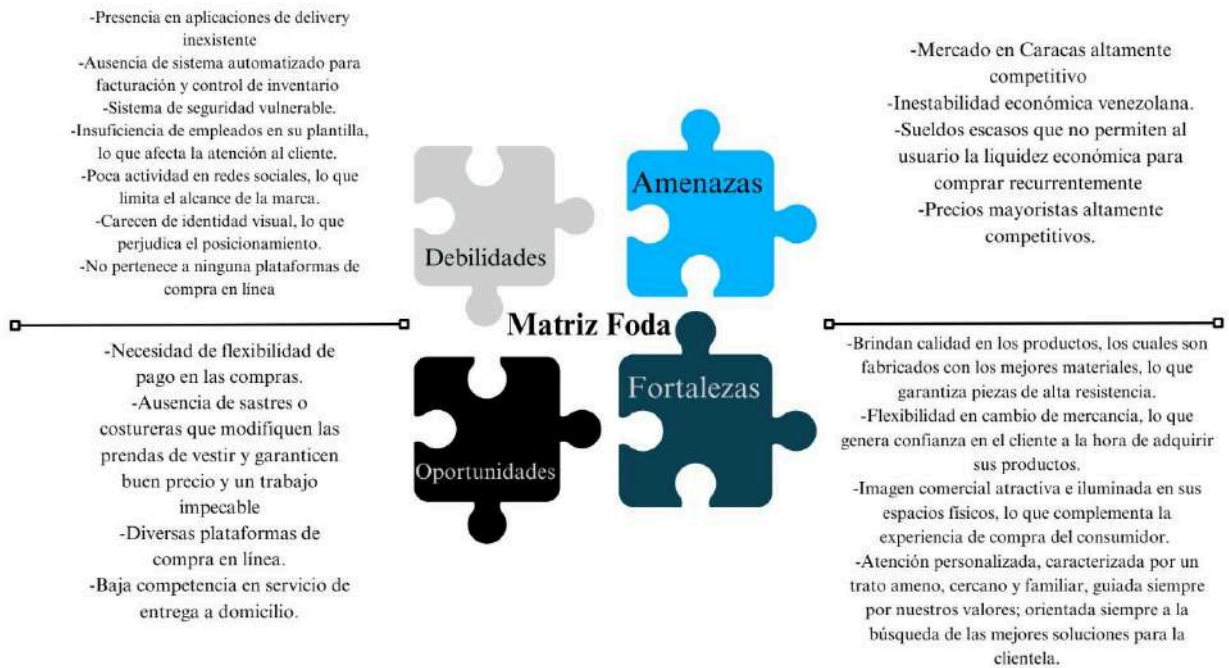 -Presencia en aplicaciones de delivery
inexistente
-Ausencia de sistema automatizado para
facturación y control de inventario
-Sistema de seguridad vulnerable.
-Insuficiencia de empleados en su plantilla,
lo que afecta la atención al cliente.
-Poca actividad en redes sociales, lo que
limita el alcance de la marca.
-Carecen de identidad visual, lo que
perjudica el posicionamiento.
-No pertenece a ninguna plataformas de
compra en línea
Debilidades
Amenazas
-Mercado en Caracas altamente
competitivo
-Inestabilidad económica venezolana.
-Sueldos escasos que no permiten al
usuario la liquidez económica para
comprar recurrentemente
-Precios mayoristas altamente
competitivos.
Matriz Foda
-Necesidad de flexibilidad de
pago en las compras.
-Ausencia de sastres o
costureras que modifiquen las
prendas de vestir y garanticen
buen precio y un trabajo
impecable
-Diversas plataformas de
compra en línea.
-Baja competencia en servicio de
entrega a domicilio.
Oportunidades
Fortalezas
-Brindan calidad en los productos, los cuales son
fabricados con los mejores materiales, lo que
garantiza piezas de alta resistencia.
-Flexibilidad en cambio de mercancía, lo que
genera confianza en el cliente a la hora de adquirir
sus productos.
-Imagen comercial atractiva e iluminada en sus
espacios físicos, lo que complementa la
experiencia de compra del consumidor.
-Atención personalizada, caracterizada por un
trato ameno, cercano y familiar, guiada siempre
por nuestros valores; orientada siempre a la
búsqueda de las mejores soluciones para la
clientela.